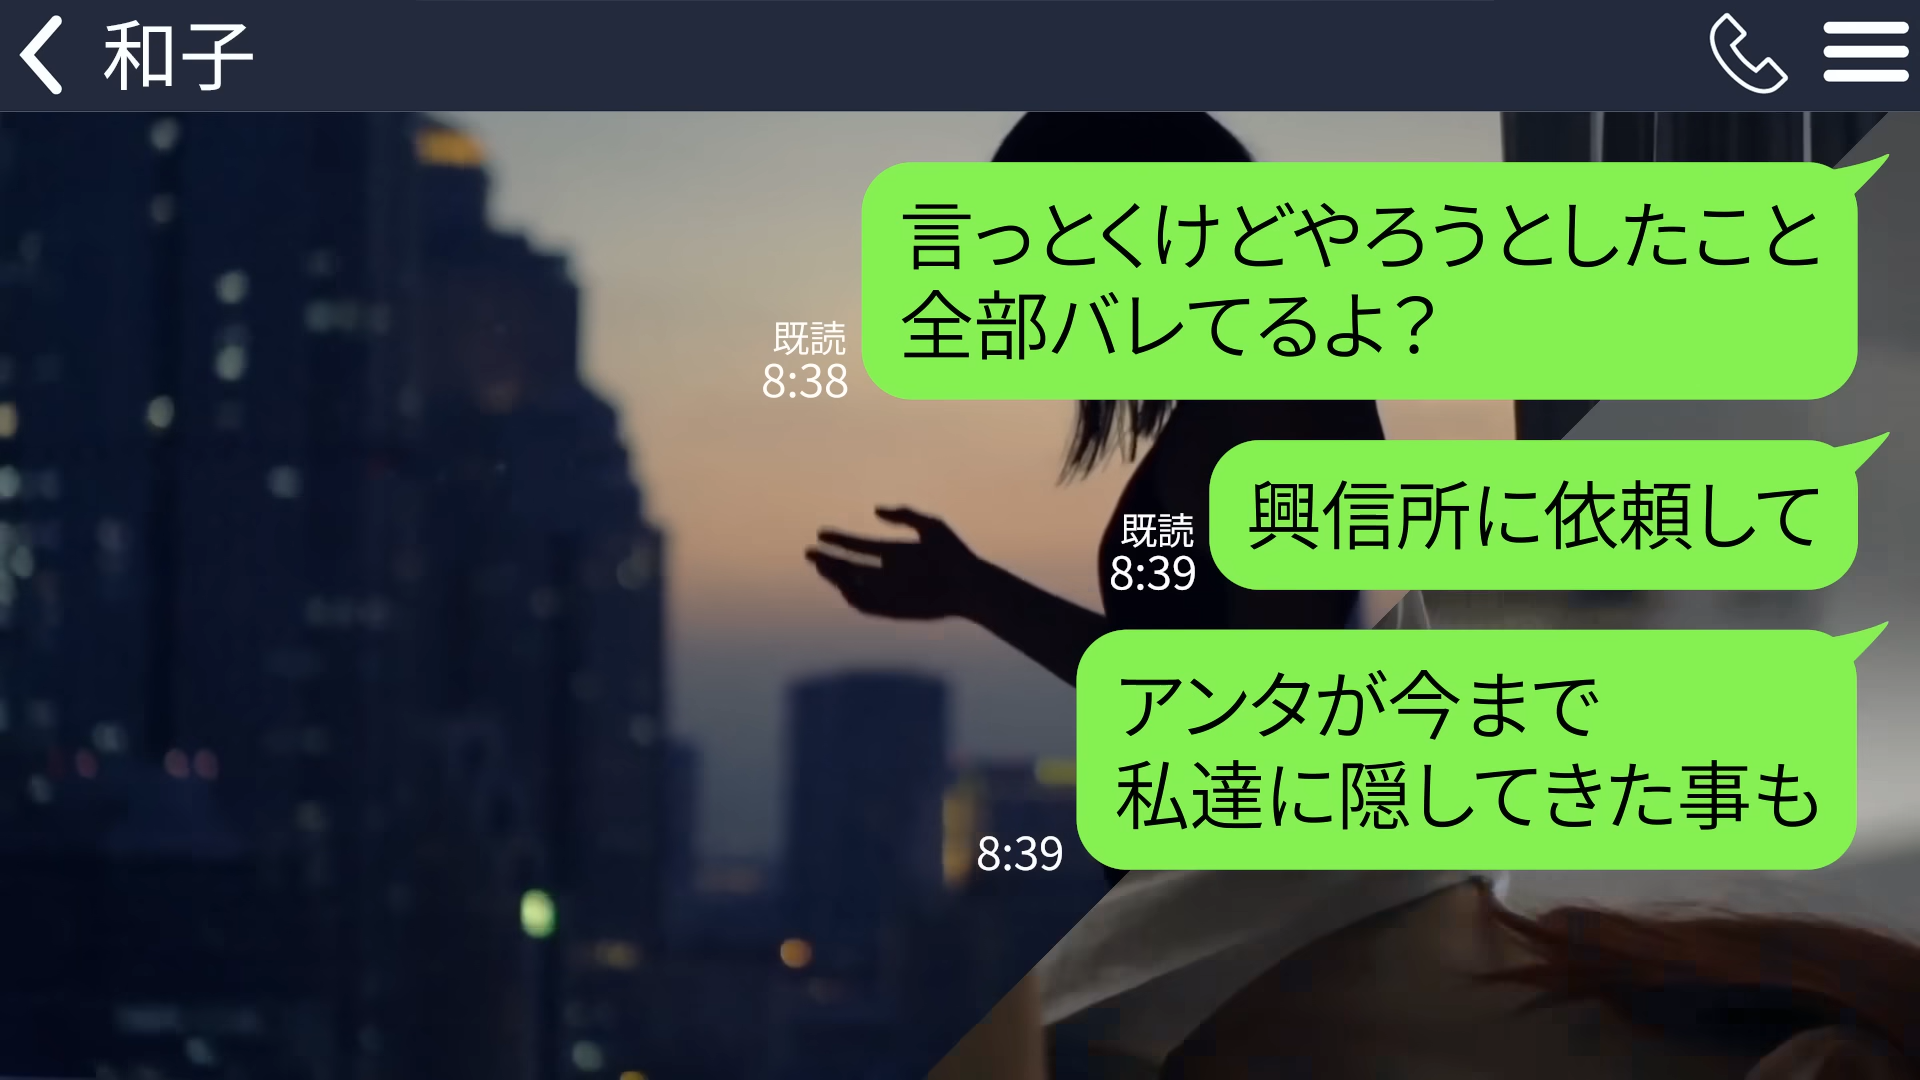 和子
言っとくけどやろうとしたこと
全部バレてるよ?
既読
8:38
興信所に依頼して
既読
8:39
アンタが今まで
私達に隠してきた事も
8:39